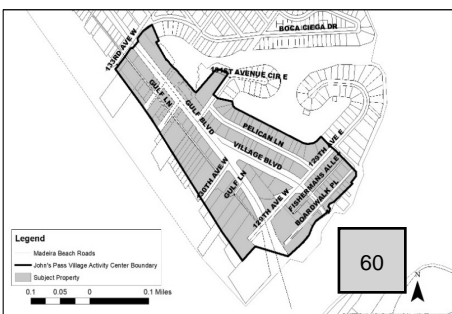 BOCA CIEGA DR
133RD AVE W
131ST AVENUE CIR E
GULF LN
GULF BLVD
PELICAN LN
VILLAGE BLVD
129TH AVE E
130TH AVE W
GULF LN
FISHERMANS ALLEY
129TH AVE W
BOARDWALK PL
Legend
Madeira Beach Roads
John's Pass Village Activity Center Boundary
Subject Property
0.1 0.05 0 0.1 Miles
60
N